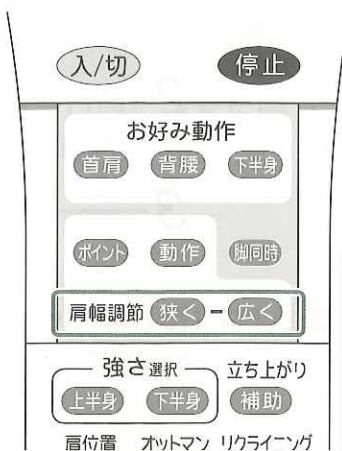 入/切 停止
お好み動作
首肩 背腰 下半身
ポイント 動作 脚同時
肩幅調節 狭く - 広く
強さ選択 立ち上がり
上半身 下半身 補助
肩位置 オットマン リクライニング